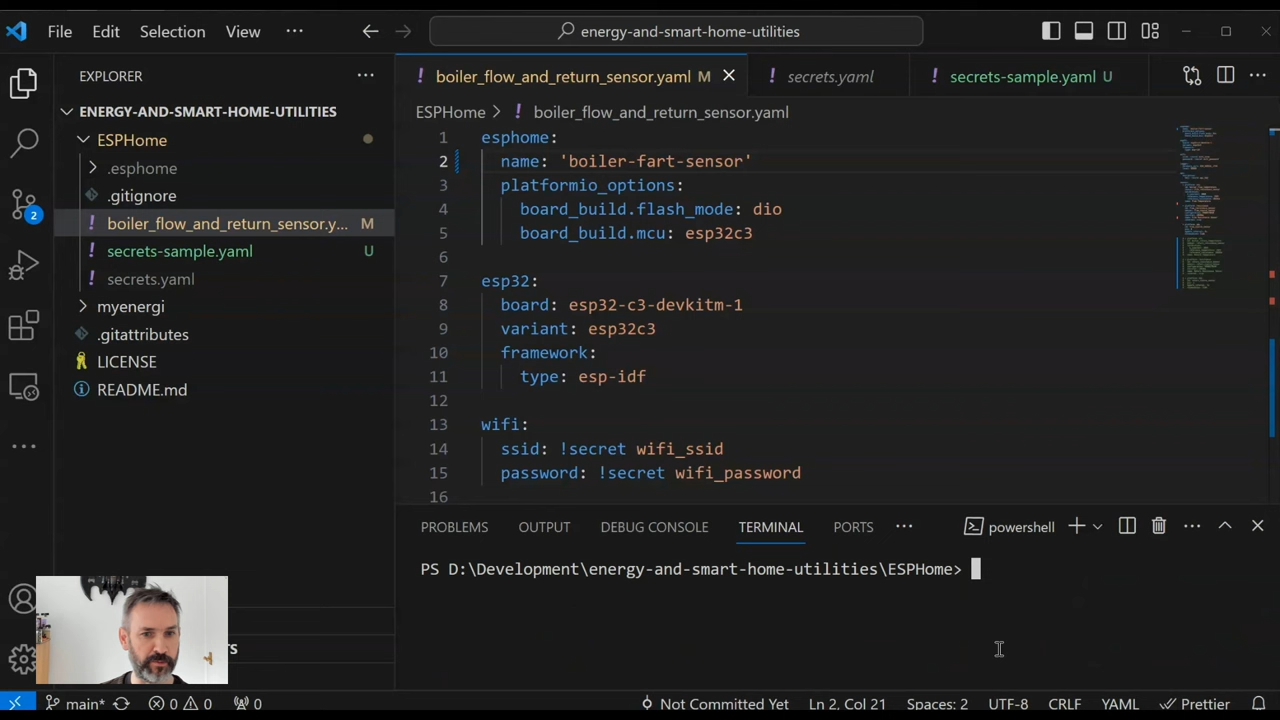 File Edit Selection View ··· energy-and-smart-home-utilities
EXPLORER ···
ENERGY-AND-SMART-HOME-UTILITIES
ESPHome
.esphome
.gitignore
boiler_flow_and_return_sensor.y... M
secrets-sample.yaml U
secrets.yaml
myenergi
.gitattributes
LICENSE
README.md
2
boiler_flow_and_return_sensor.yaml M secrets.yaml secrets-sample.yaml U
ESPHome > boiler_flow_and_return_sensor.yaml
1 esphome:
2 name: 'boiler-fart-sensor'
3 platformio_options:
4 board_build.flash_mode: dio
5 board_build.mcu: esp32c3
6
7 esp32:
8 board: esp32-c3-devkitm-1
9 variant: esp32c3
10 framework:
11 type: esp-idf
12
13 wifi:
14 ssid: !secret wifi_ssid
15 password: !secret wifi_password
16
PROBLEMS OUTPUT DEBUG CONSOLE TERMINAL PORTS ··· powershell
PS D:\Development\energy-and-smart-home-utilities\ESPHome>
main* 0 0 0 Not Committed Yet Ln 2, Col 21 Spaces: 2 UTF-8 CRLF YAML Prettier